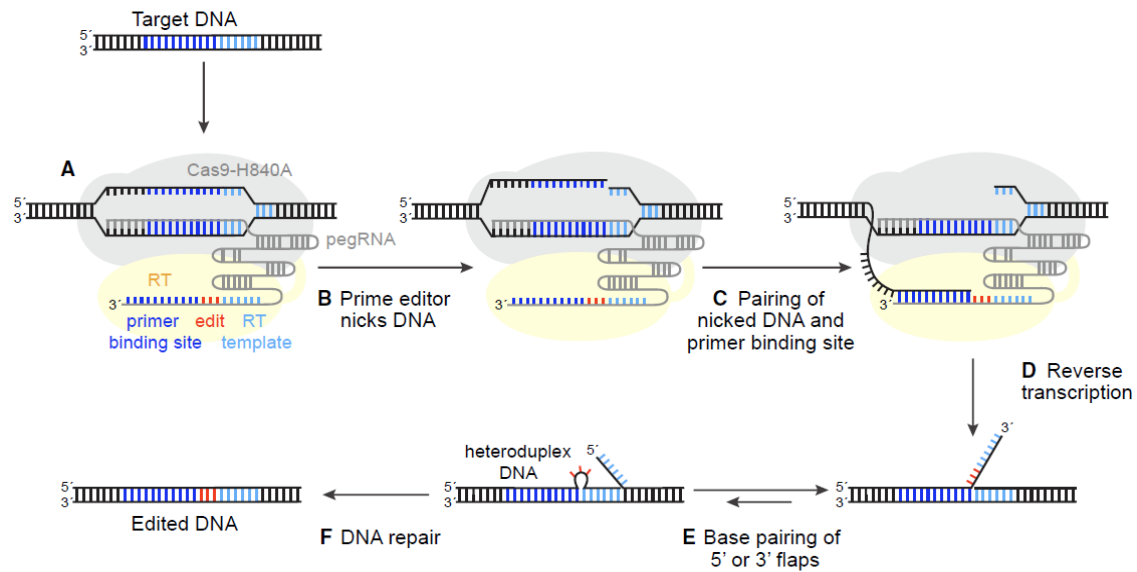 Target DNA
5´
3´
A
Cas9-H840A
5´
3´
pegRNA
RT
3´
primer
binding site
edit
RT
template
B Prime editor
nicks DNA
5´
3´
3´
C Pairing of
nicked DNA and
primer binding site
5´
3´
3´
D Reverse
transcription
3´
5´
3´
E Base pairing of
5’ or 3’ flaps
heteroduplex
DNA
5´
5´
3´
F DNA repair
5´
3´
Edited DNA